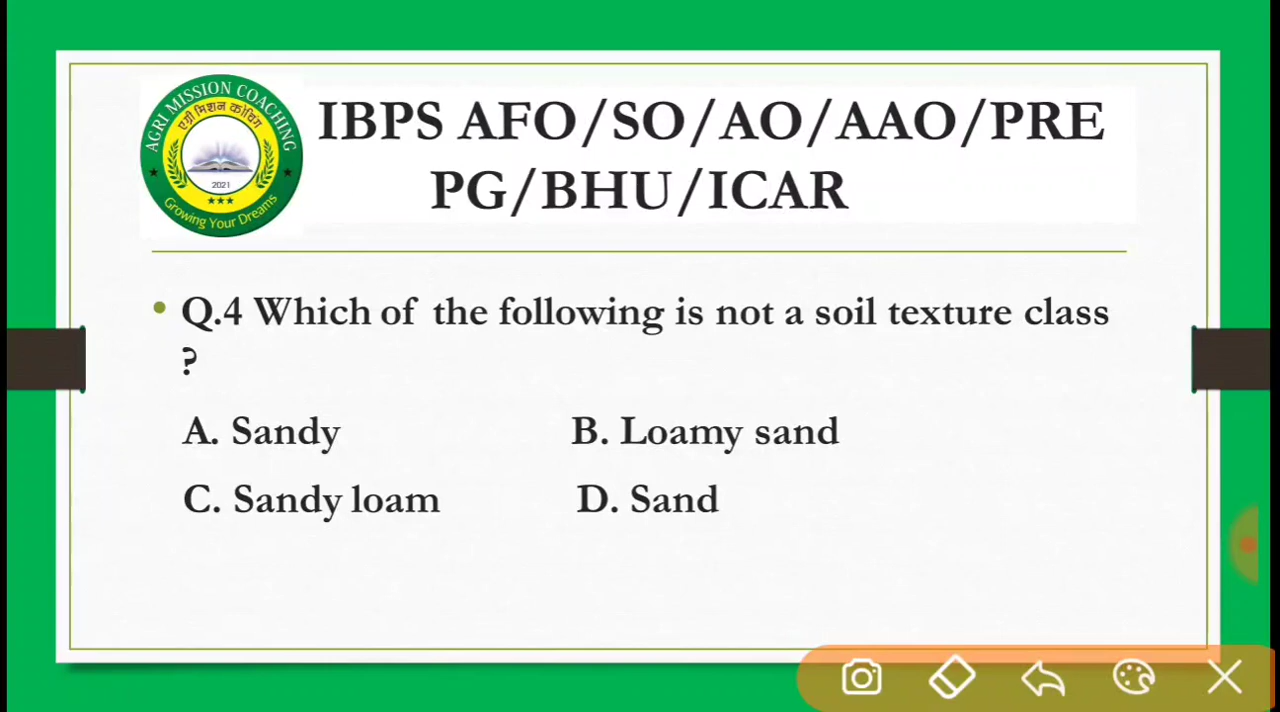 AGRI MISSION COACHING
एग्री मिशन कोचिंग
2021
Growing Your Dreams
IBPS AFO/SO/AO/AAO/PRE
PG/BHU/ICAR
• Q.4 Which of the following is not a soil texture class
?
A. Sandy B. Loamy sand
C. Sandy loam D. Sand